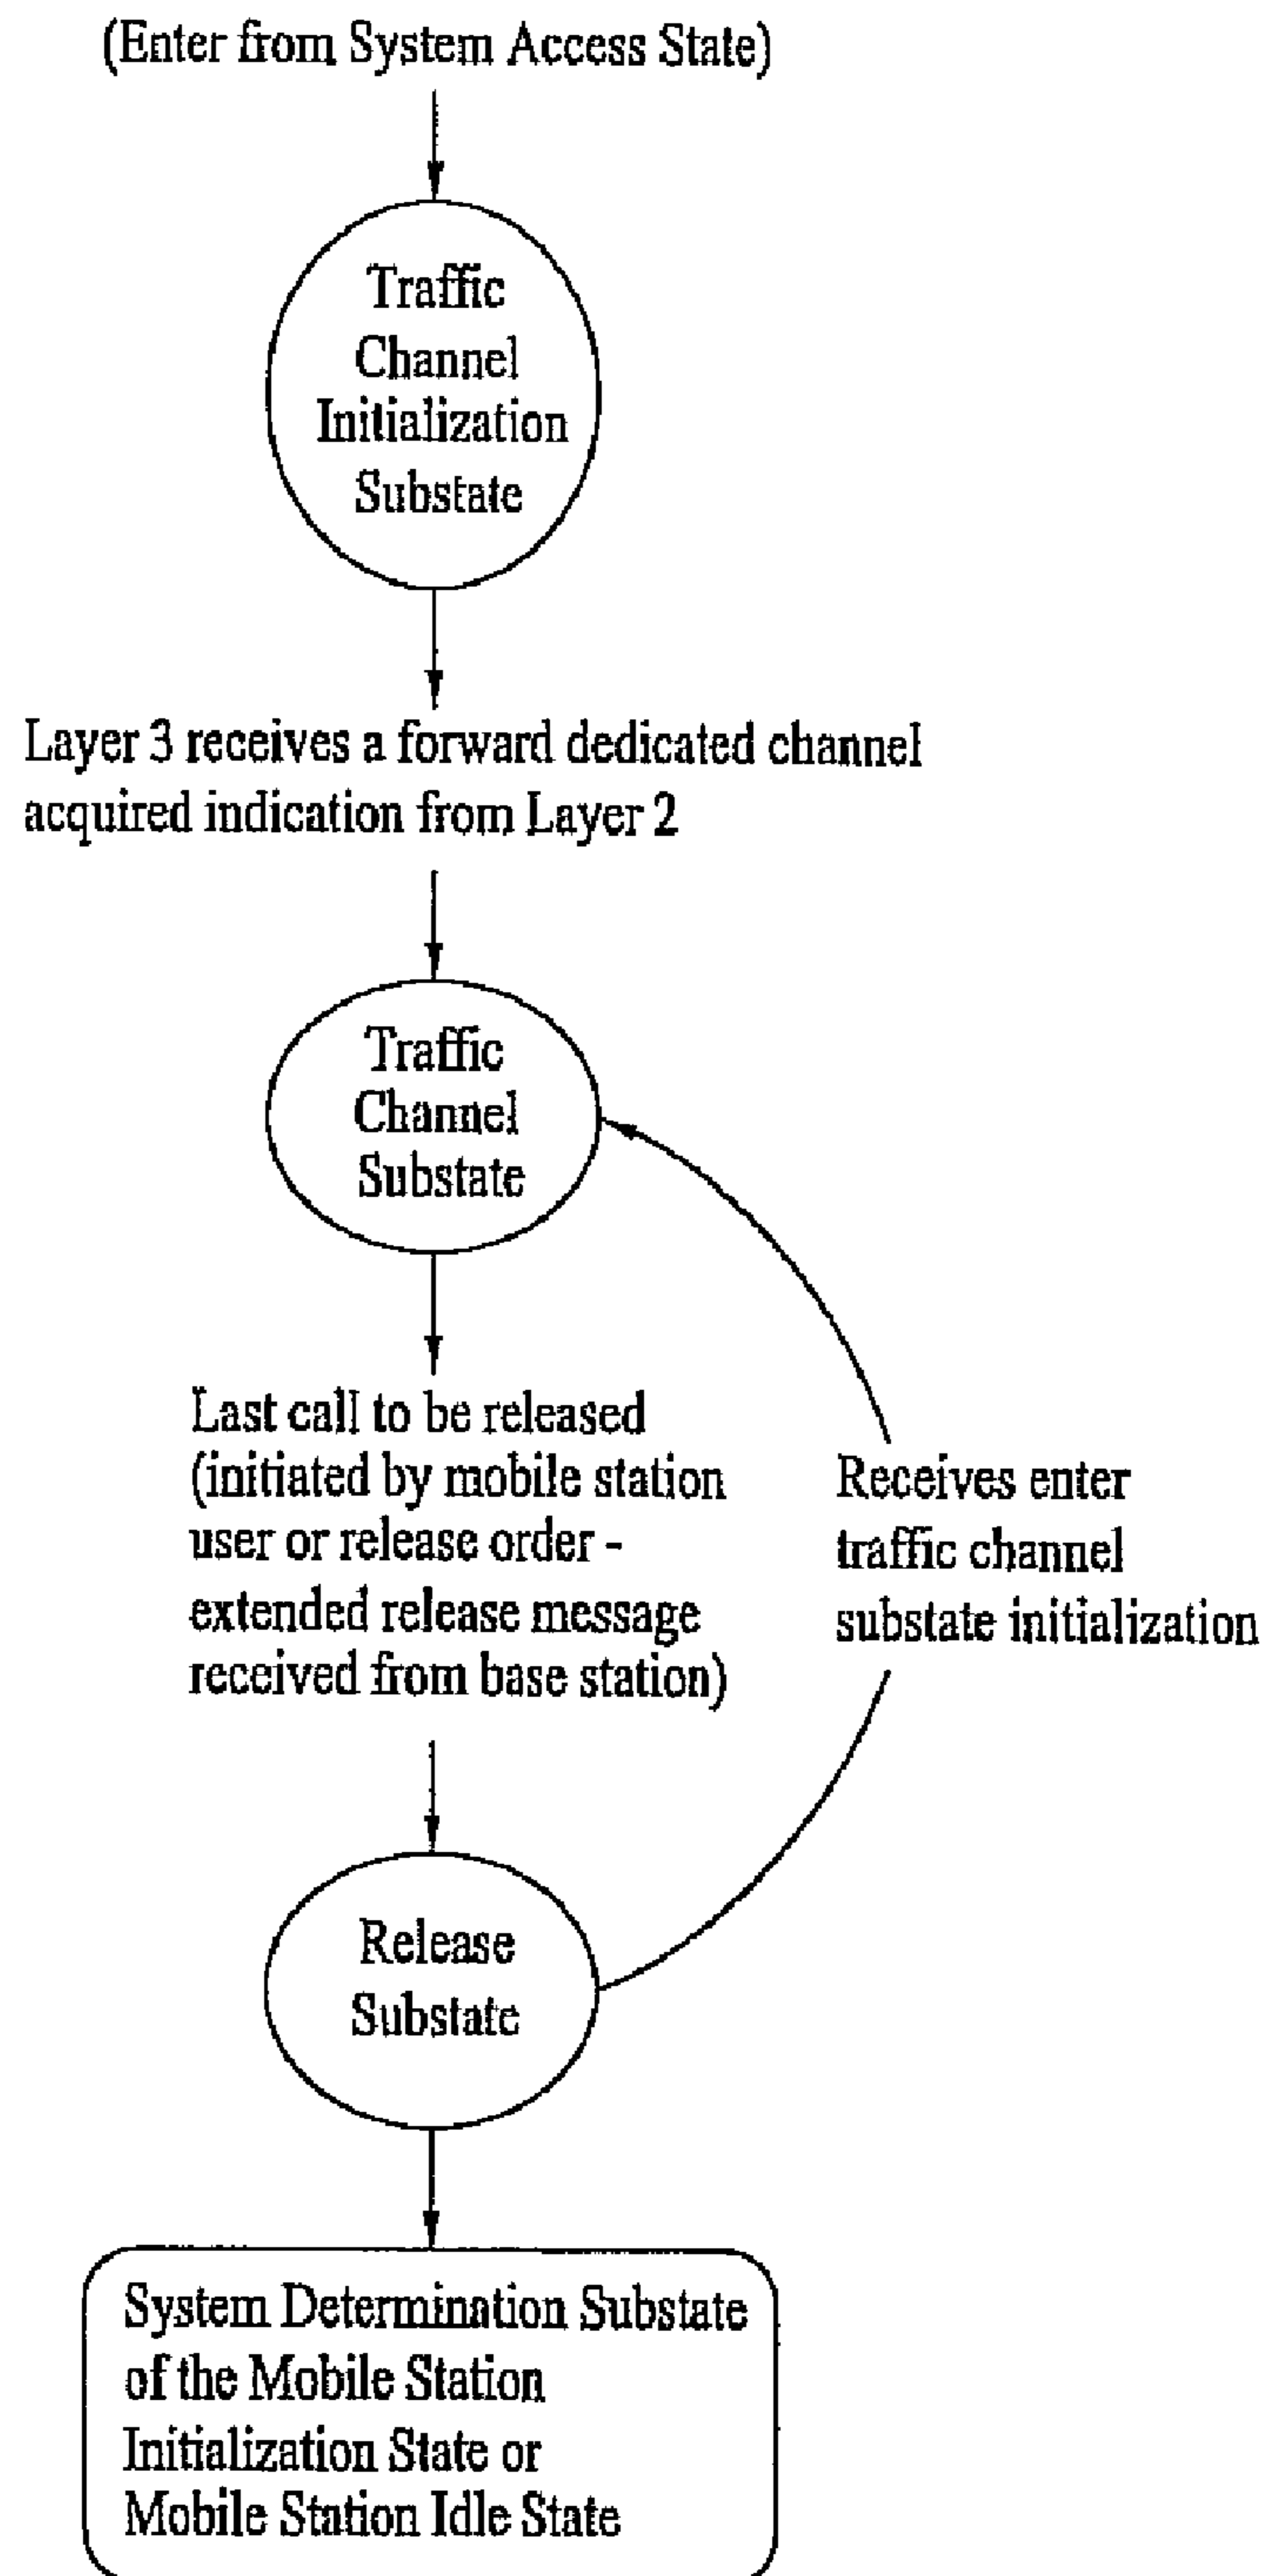 (Enter from System Access State)
Traffic
Channel
Initialization
Substate
Layer 3 receives a forward dedicated channel
acquired indication from Layer 2
Traffic
Channel
Substate
Last call to be released
(initiated by mobile station
user or release order -
extended release message
received from base station)
Receives enter
traffic channel
substate initialization
Release
Substate
System Determination Substate
of the Mobile Station
Initialization State or
Mobile Station Idle State